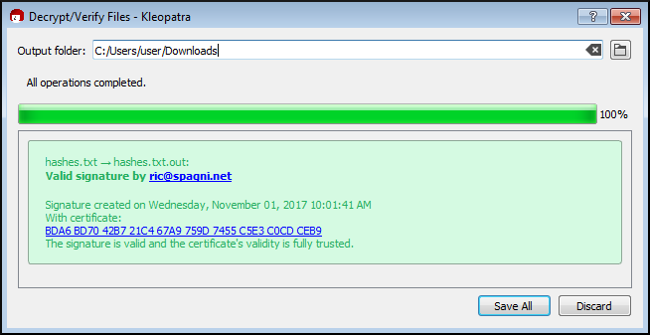 Decrypt/Verify Files - Kleopatra
Output folder: C:/Users/user/Downloads
All operations completed.
100%
hashes.txt → hashes.txt.out:
Valid signature by ric@spagni.net
Signature created on Wednesday, November 01, 2017 10:01:41 AM
With certificate:
BDA6 BD70 42B7 21C4 67A9 759D 7455 C5E3 C0CD CEB9
The signature is valid and the certificate's validity is fully trusted.
Save All Discard